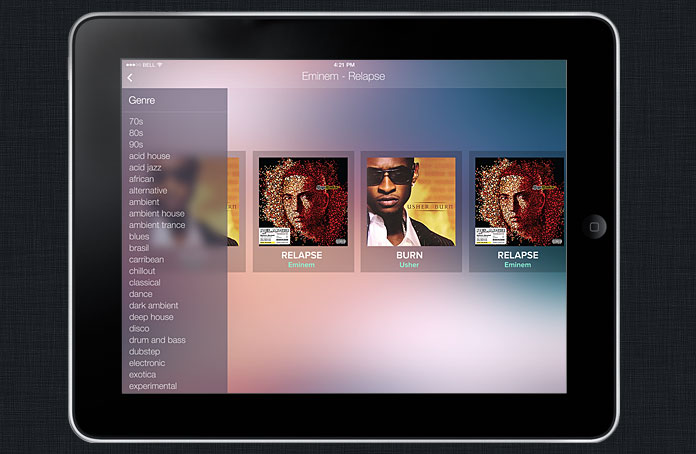 BELL
4:21 PM
Eminem - Relapse
Genre
70s
80s
90s
acid house
acid jazz
african
alternative
ambient
ambient house
ambient trance
blues
brasil
carribean
chillout
classical
dance
dark ambient
deep house
disco
drum and bass
dubstep
electronic
exotica
experimental
RELAPSE
Eminem
USHER BURN
BURN
Usher
RELAPSE
Eminem